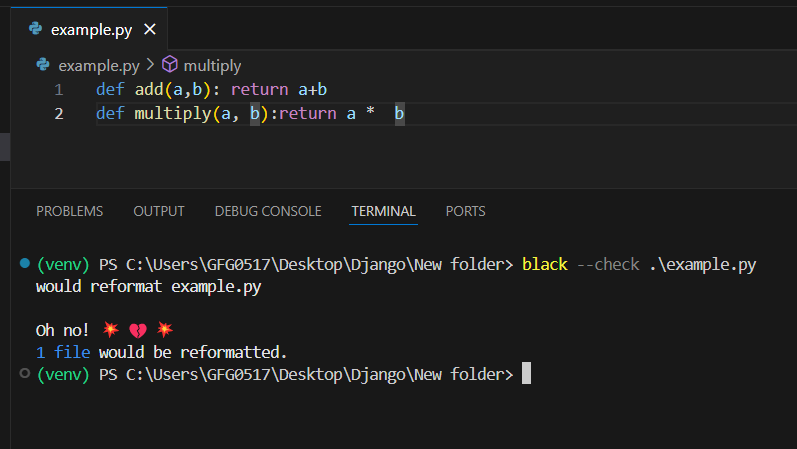 example.py
example.py > multiply
1 def add(a,b): return a+b
2 def multiply(a, b):return a *  b
PROBLEMS OUTPUT DEBUG CONSOLE TERMINAL PORTS
(venv) PS C:\Users\GFG0517\Desktop\Django\New folder> black --check .\example.py
would reformat example.py
Oh no! 💥 💔 💥
1 file would be reformatted.
(venv) PS C:\Users\GFG0517\Desktop\Django\New folder>